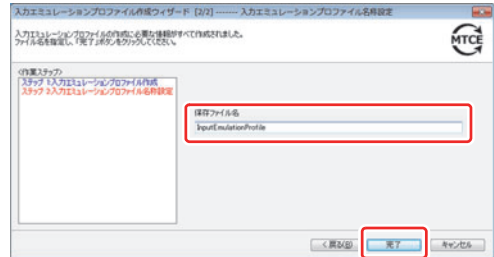 入力エミュレーションプロファイル作成ウィザード [2/2] ------- 入力エミュレーションプロファイル名称設定
入力エミュレーションプロファイルの作成に必要な情報がすべて作成されました。
ファイル名を指定し、「完了」ボタンをクリックしてください。
MTCE
<作業ステップ>
ステップ 1入力エミュレーションプロファイル作成
ステップ 2入力エミュレーションプロファイル名称設定
保存ファイル名
InputEmulationProfile
< 戻る(B)
完了
キャンセル